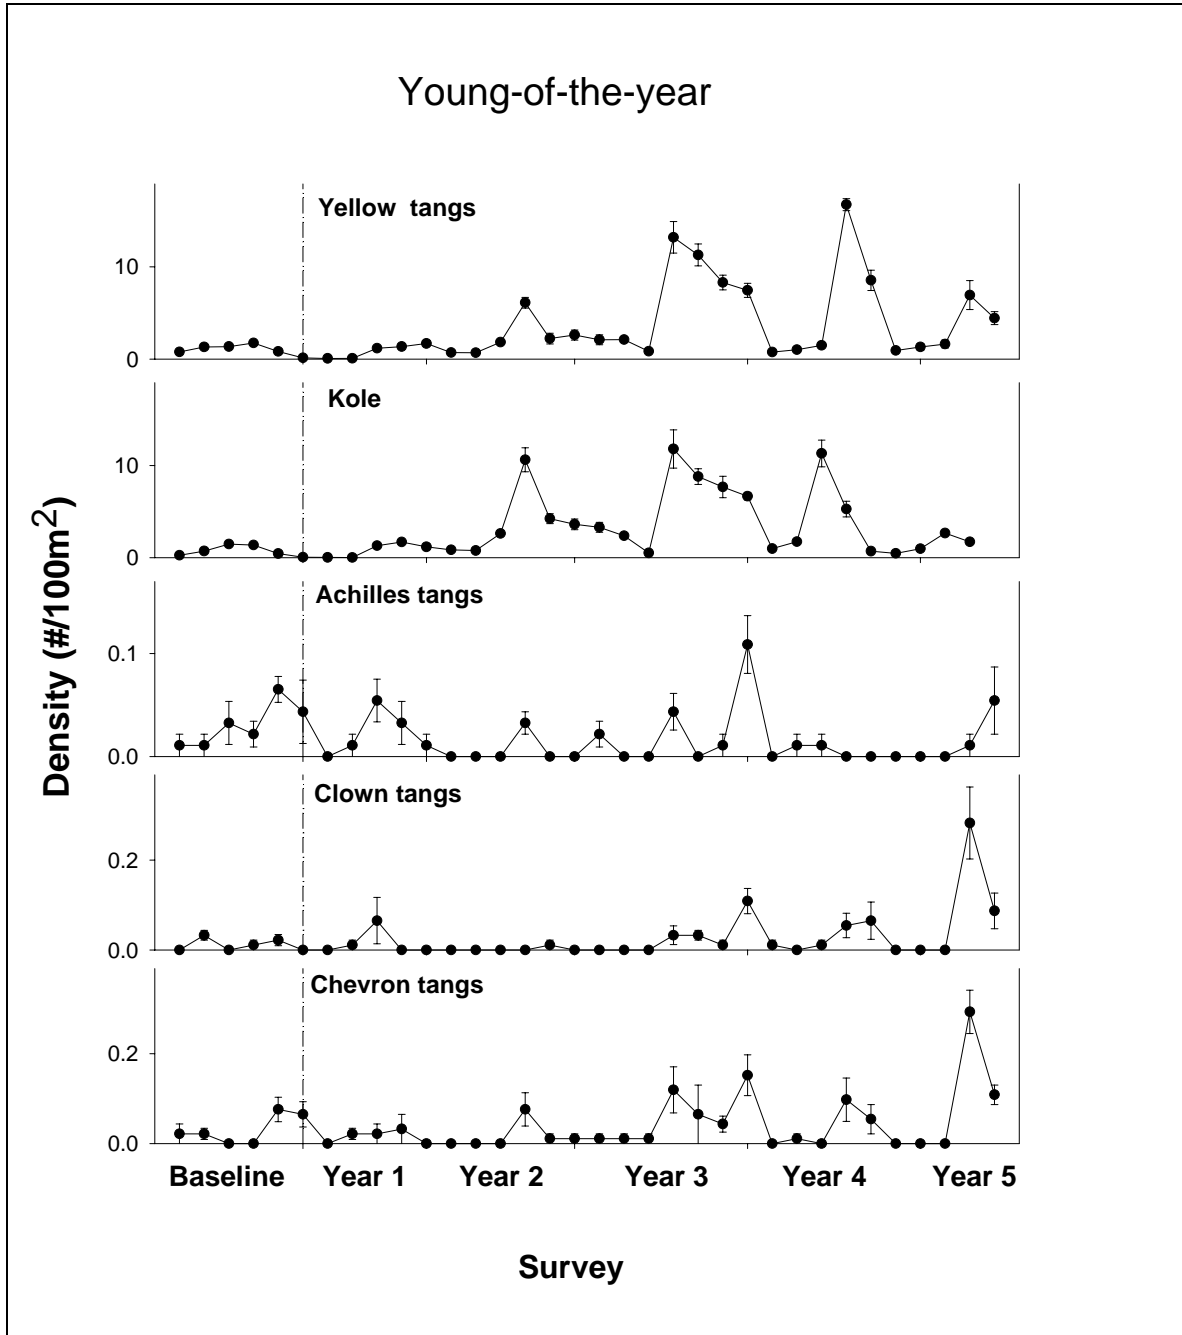 Young-of-the-year
Yellow tangs
10
0
Kole
10
0
Achilles tangs
0.1
0.0
Clown tangs
0.2
0.0
Chevron tangs
0.2
0.0
Density (#/100m²)
Baseline Year 1 Year 2 Year 3 Year 4 Year 5
Survey